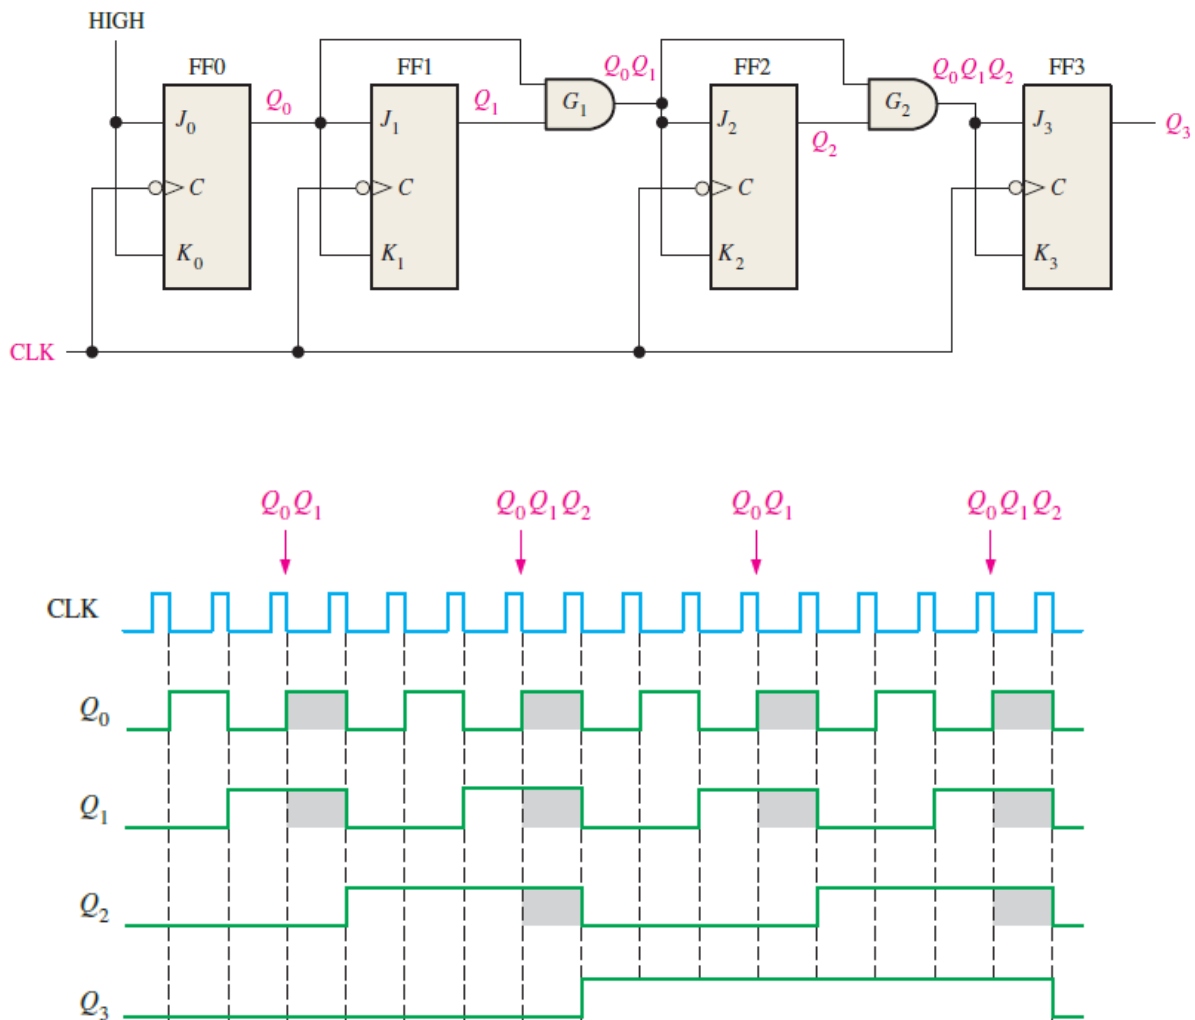 HIGH
FF0 FF1 FF2 FF3
Q₀ Q₁ Q₀Q₁ Q₀Q₁Q₂
J₀ J₁ G₁ J₂ G₂ J₃ Q₃
Q₂
C C C C
K₀ K₁ K₂ K₃
CLK
Q₀Q₁ Q₀Q₁Q₂ Q₀Q₁ Q₀Q₁Q₂
CLK
Q₀
Q₁
Q₂
Q₃